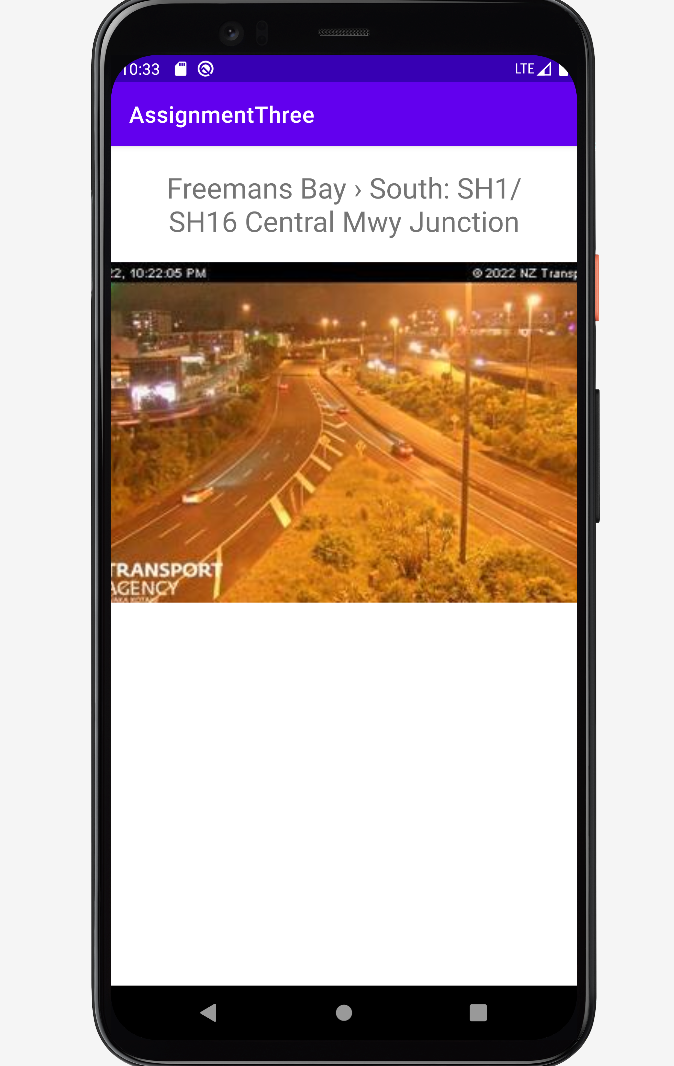 10:33 LTE
AssignmentThree
Freemans Bay › South: SH1/
SH16 Central Mwy Junction
22, 10:22:05 PM © 2022 NZ Transp
TRANSPORT
AGENCY